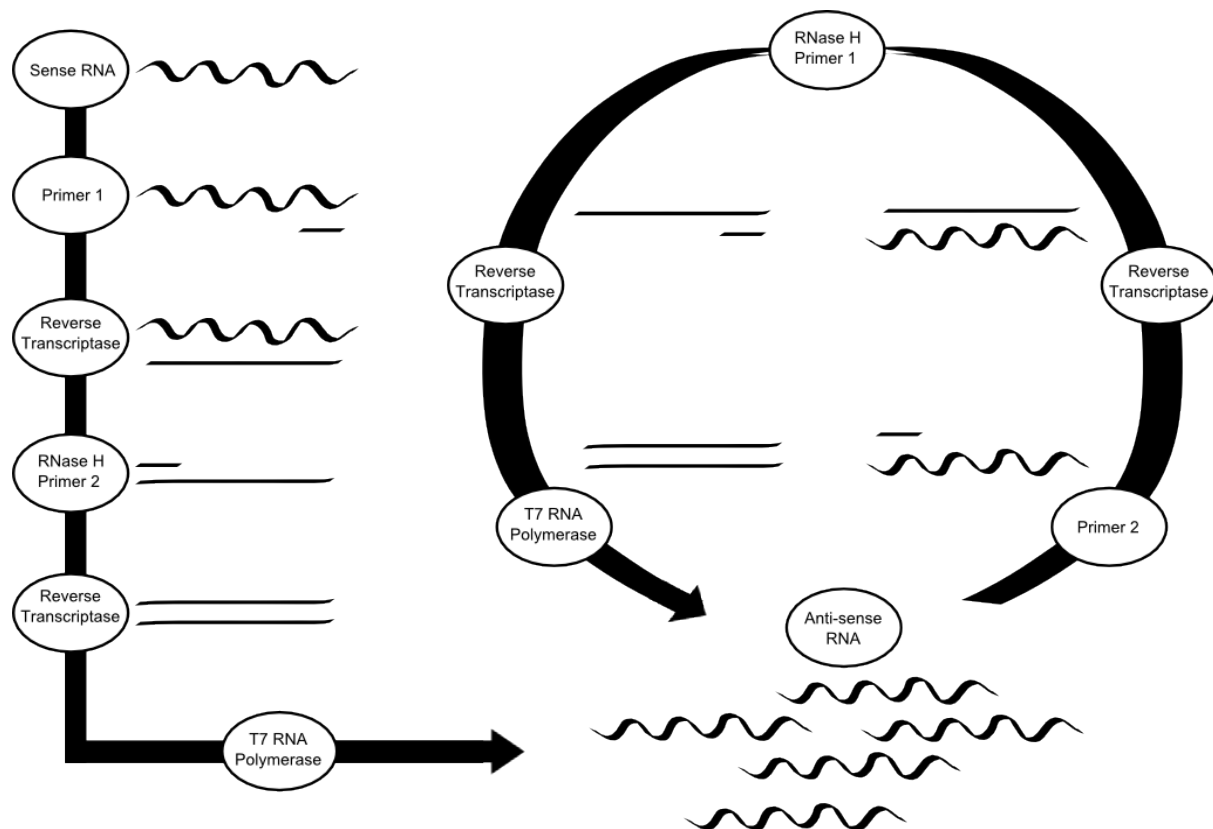 Sense RNA
Primer 1
Reverse
Transcriptase
RNase H
Primer 2
Reverse
Transcriptase
T7 RNA
Polymerase
RNase H
Primer 1
Reverse
Transcriptase
Reverse
Transcriptase
T7 RNA
Polymerase
Primer 2
Anti-sense
RNA